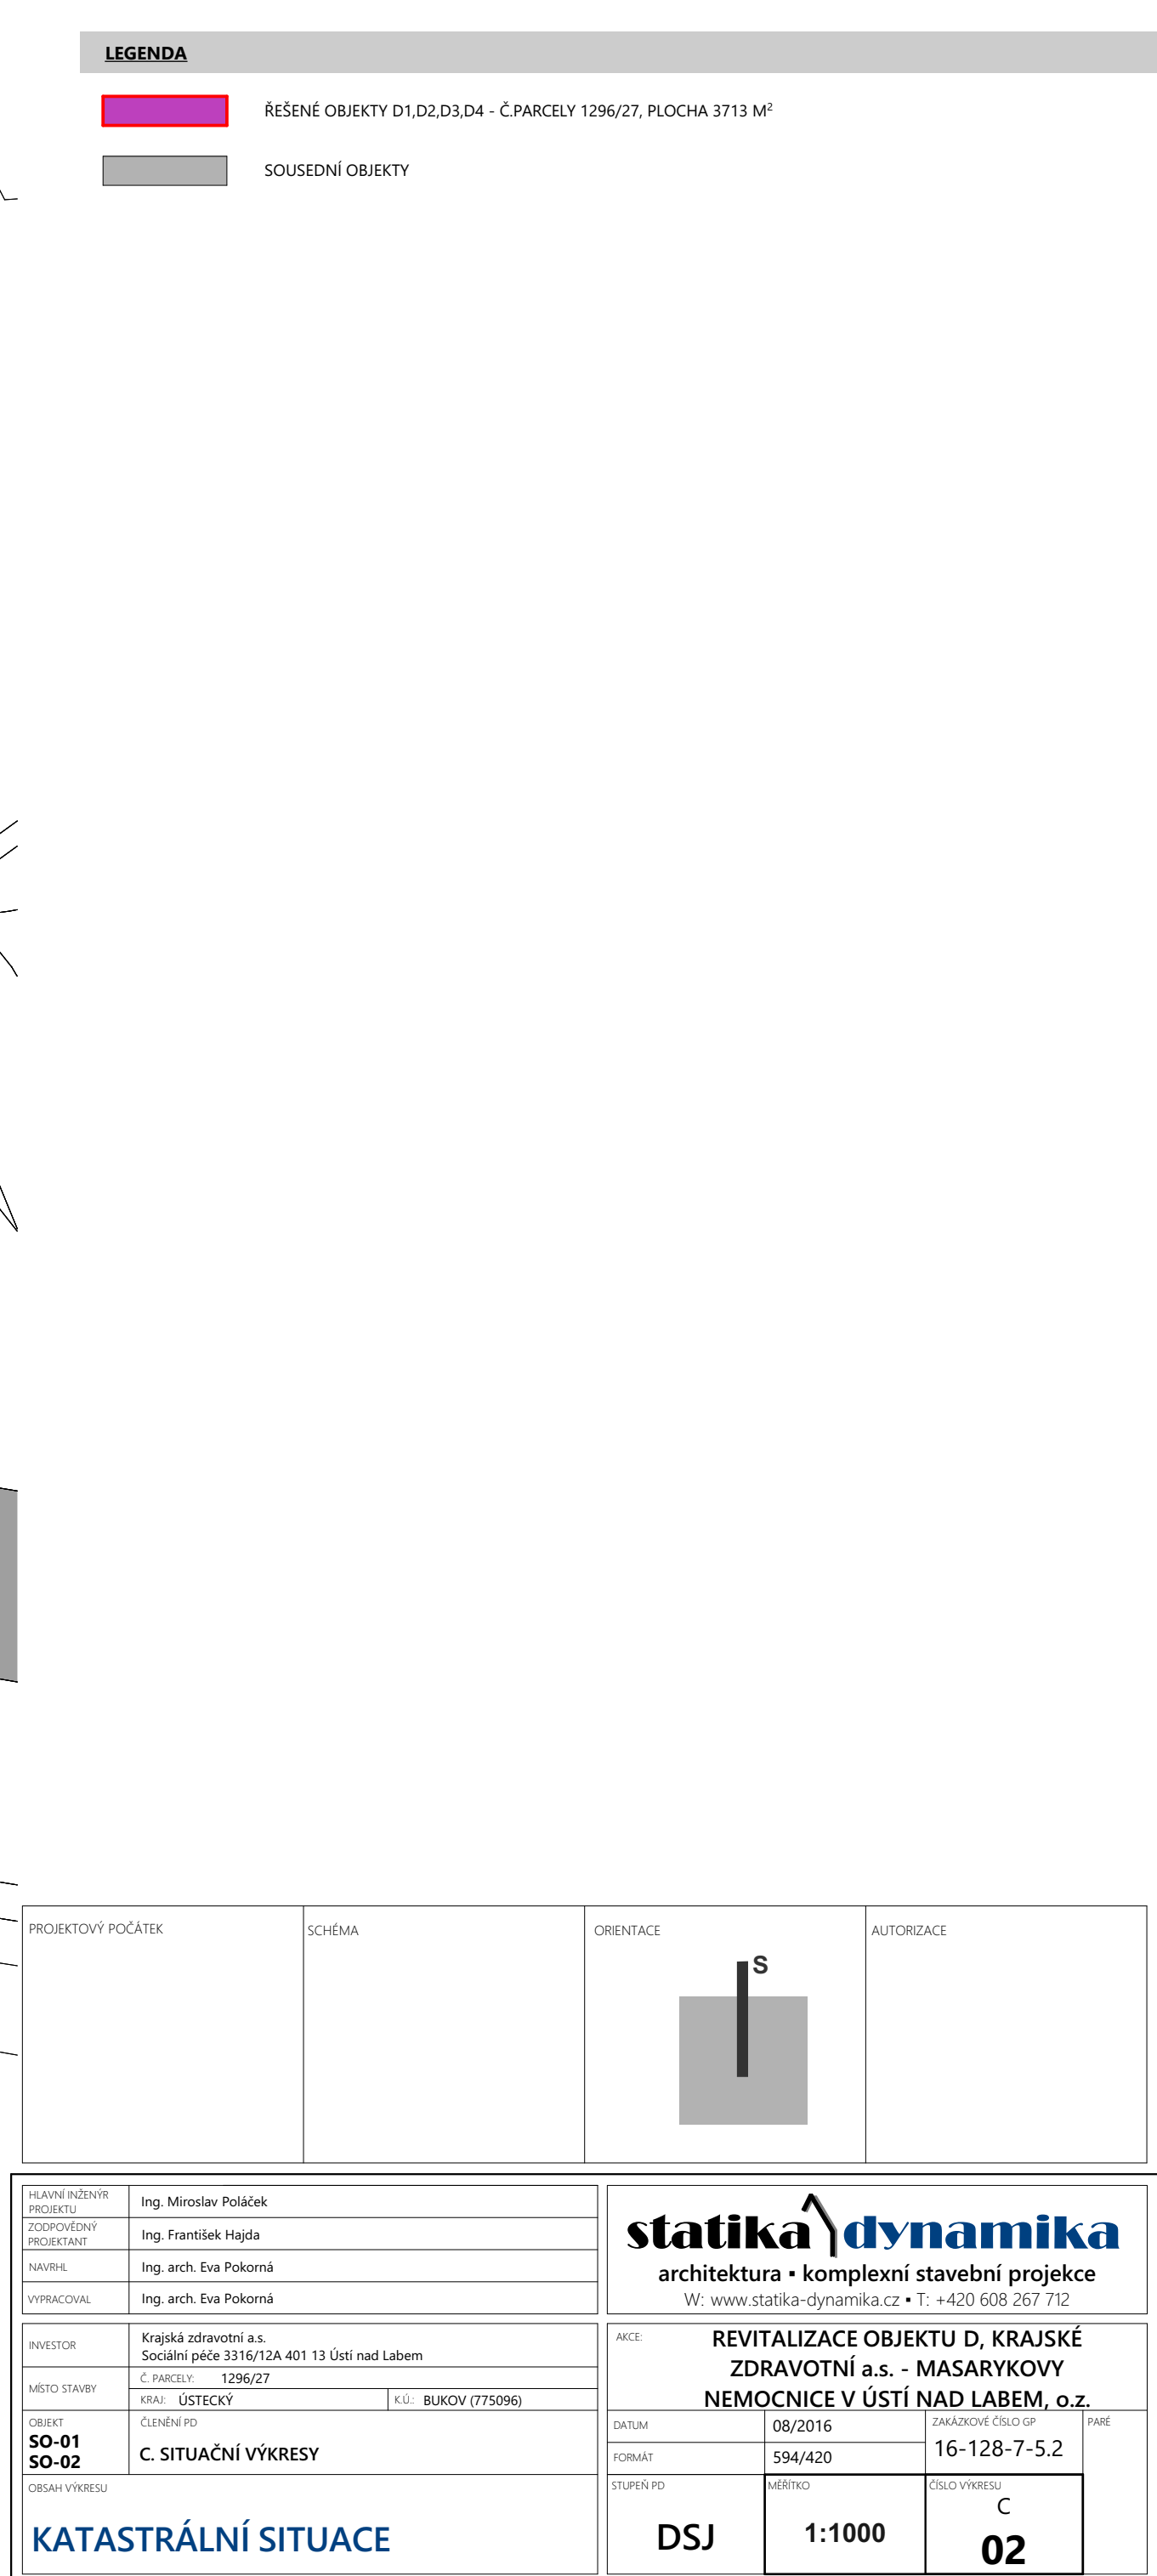 LEGENDA
ŘEŠENÉ OBJEKTY D1,D2,D3,D4 - Č.PARCELY 1296/27, PLOCHA 3713 M²
SOUSEDNÍ OBJEKTY
PROJEKTOVÝ POČÁTEK
SCHÉMA
ORIENTACE
AUTORIZACE
S
HLAVNÍ INŽENÝR
PROJEKTU
Ing. Miroslav Poláček
ZODPOVĚDNÝ
PROJEKTANT
Ing. František Hajda
NAVRHL
Ing. arch. Eva Pokorná
VYPRACOVAL
Ing. arch. Eva Pokorná
statika dynamika
architektura ▪ komplexní stavební projekce
W: www.statika-dynamika.cz ▪ T: +420 608 267 712
INVESTOR
Krajská zdravotní a.s.
Sociální péče 3316/12A 401 13 Ústí nad Labem
MÍSTO STAVBY
Č. PARCELY: 1296/27
KRAJ: ÚSTECKÝ
K.Ú.: BUKOV (775096)
OBJEKT
SO-01
SO-02
ČLENĚNÍ PD
C. SITUAČNÍ VÝKRESY
OBSAH VÝKRESU
KATASTRÁLNÍ SITUACE
AKCE:
REVITALIZACE OBJEKTU D, KRAJSKÉ
ZDRAVOTNÍ a.s. - MASARYKOVY
NEMOCNICE V ÚSTÍ NAD LABEM, o.z.
DATUM
08/2016
ZAKÁZKOVÉ ČÍSLO GP
16-128-7-5.2
PARÉ
FORMÁT
594/420
STUPEŇ PD
DSJ
MĚŘÍTKO
1:1000
ČÍSLO VÝKRESU
C
02